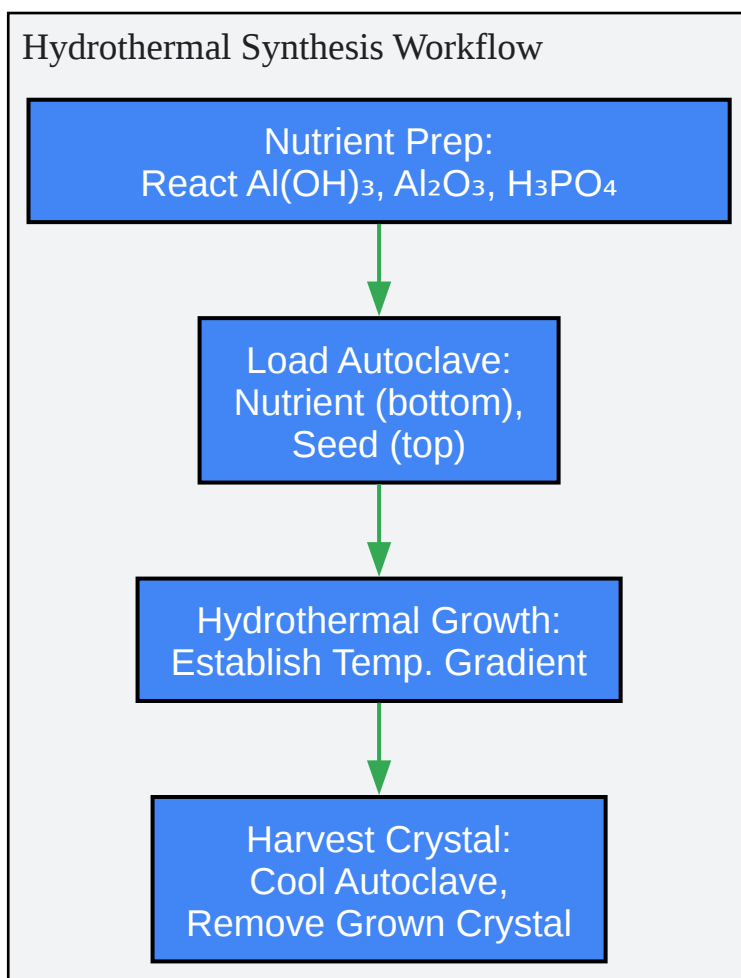 Hydrothermal Synthesis Workflow
Nutrient Prep:
React Al(OH)₃, Al₂O₃, H₃PO₄
Load Autoclave:
Nutrient (bottom),
Seed (top)
Hydrothermal Growth:
Establish Temp. Gradient
Harvest Crystal:
Cool Autoclave,
Remove Grown Crystal